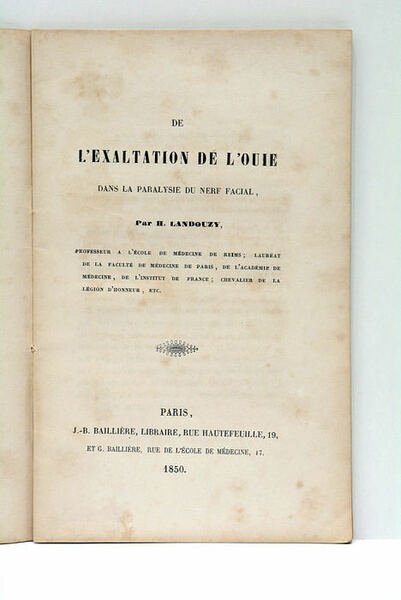 DE
L'EXALTATION DE L'OUIE
DANS LA PARALYSIE DU NERF FACIAL,
Par H. LANDOUZY,
PROFESSEUR A L'ÉCOLE DE MÉDECINE DE REIMS; LAURÉAT
DE LA FACULTÉ DE MÉDECINE DE PARIS, DE L'ACADÉMIE DE
MÉDECINE, DE L'INSTITUT DE FRANCE; CHEVALIER DE LA
LÉGION D'HONNEUR, ETC.
PARIS,
J.-B. BAILLIÈRE, LIBRAIRE, RUE HAUTEFEUILLE, 19,
ET G. BAILLIÈRE, RUE DE L'ÉCOLE DE MÉDECINE, 17.
1850.